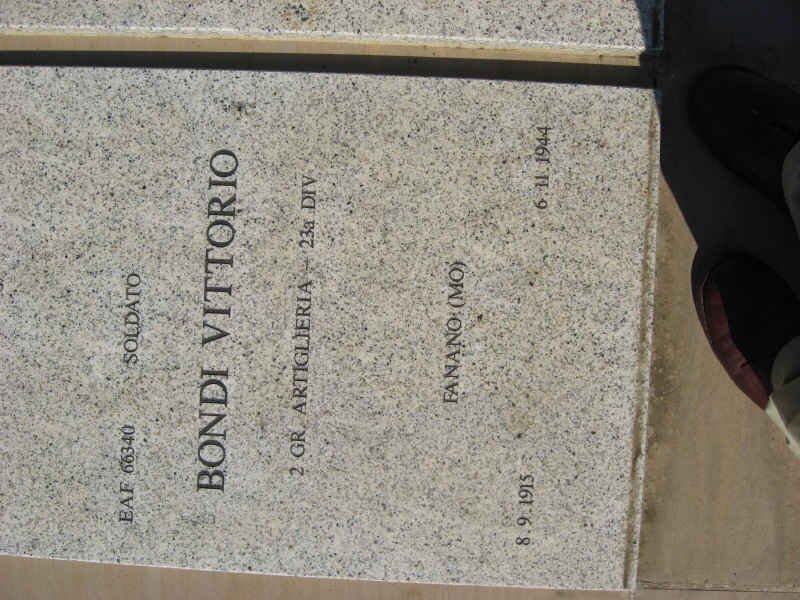 EAF 66340 SOLDATO
BONDI VITTORIO
2 GR. ARTIGLIERIA – 23a DIV
FANANO (MO)
8 9 1915 6 11 1944